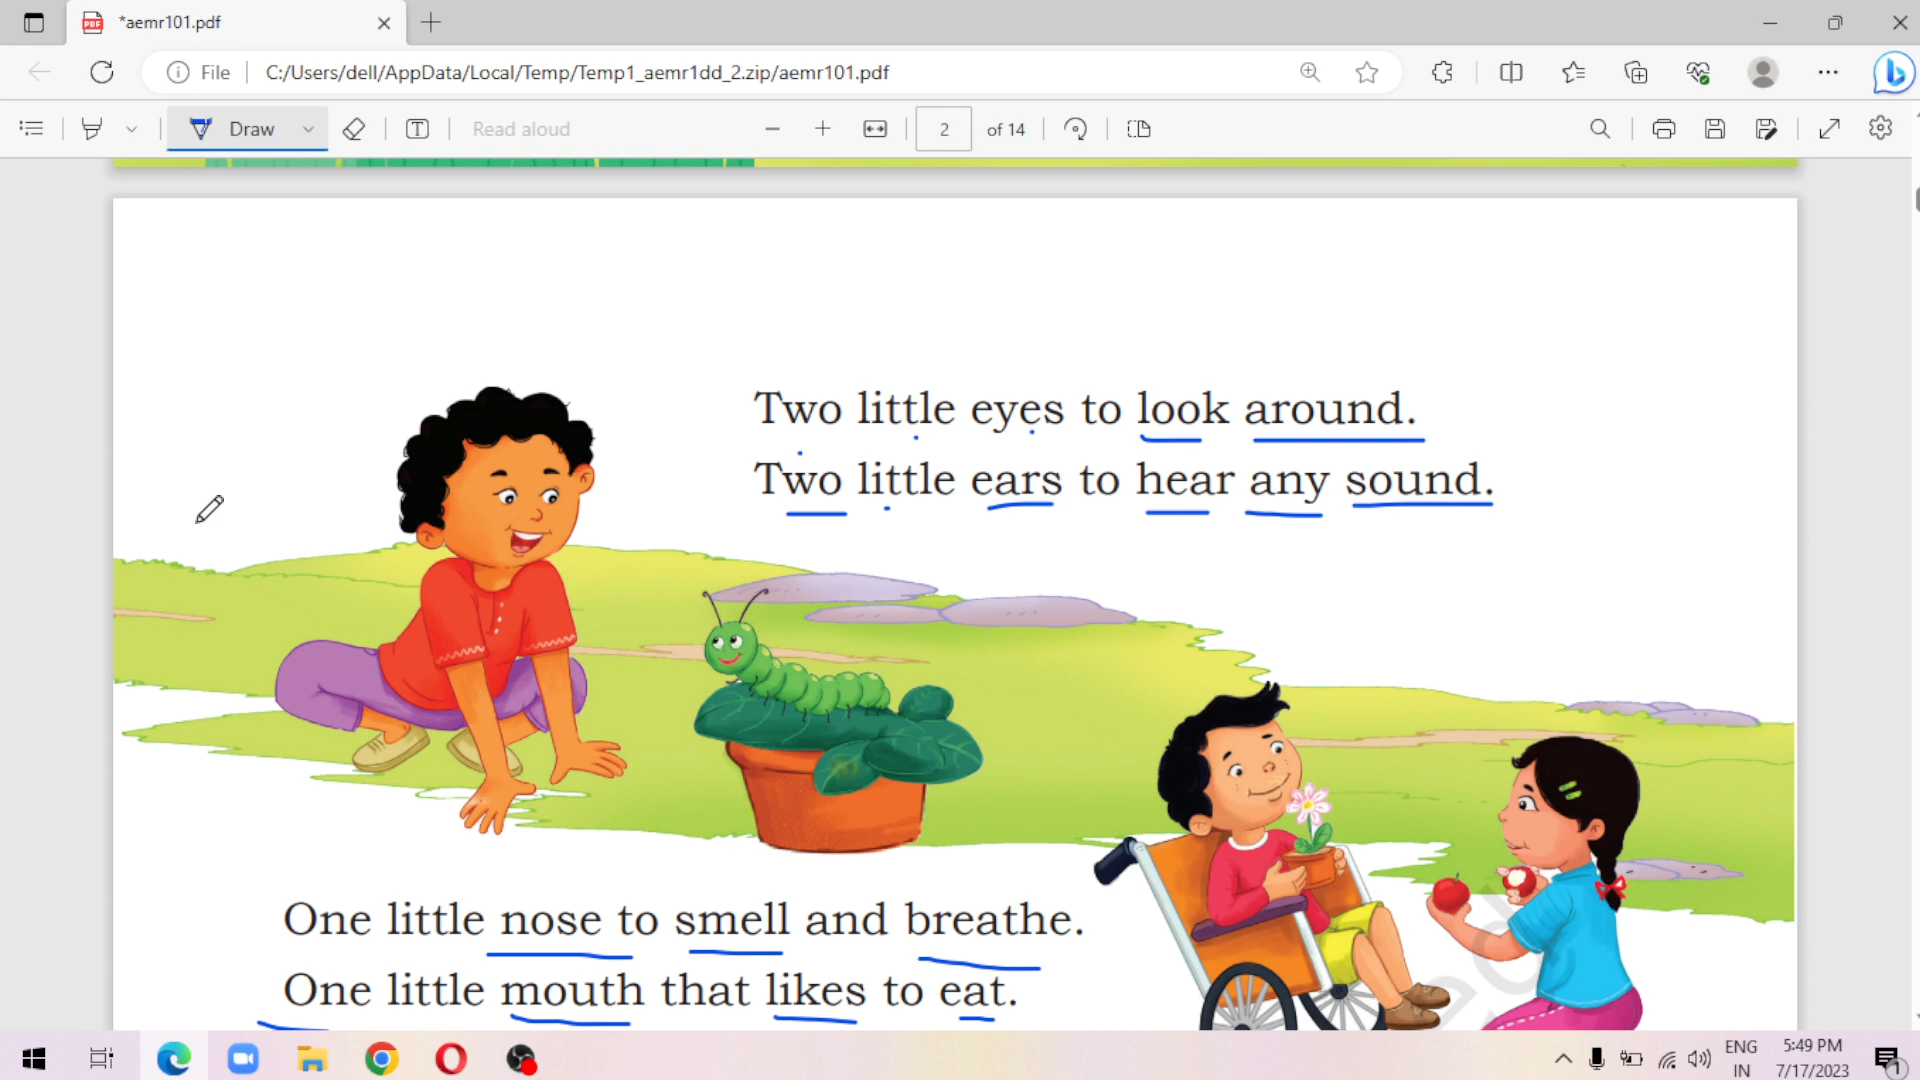 *aemr101.pdf
File
C:/Users/dell/AppData/Local/Temp/Temp1_aemr1dd_2.zip/aemr101.pdf
Draw
Read aloud
2 of 14
Two little eyes to look around.
Two little ears to hear any sound.
One little nose to smell and breathe.
One little mouth that likes to eat.
ENG
IN
5:49 PM
7/17/2023
1